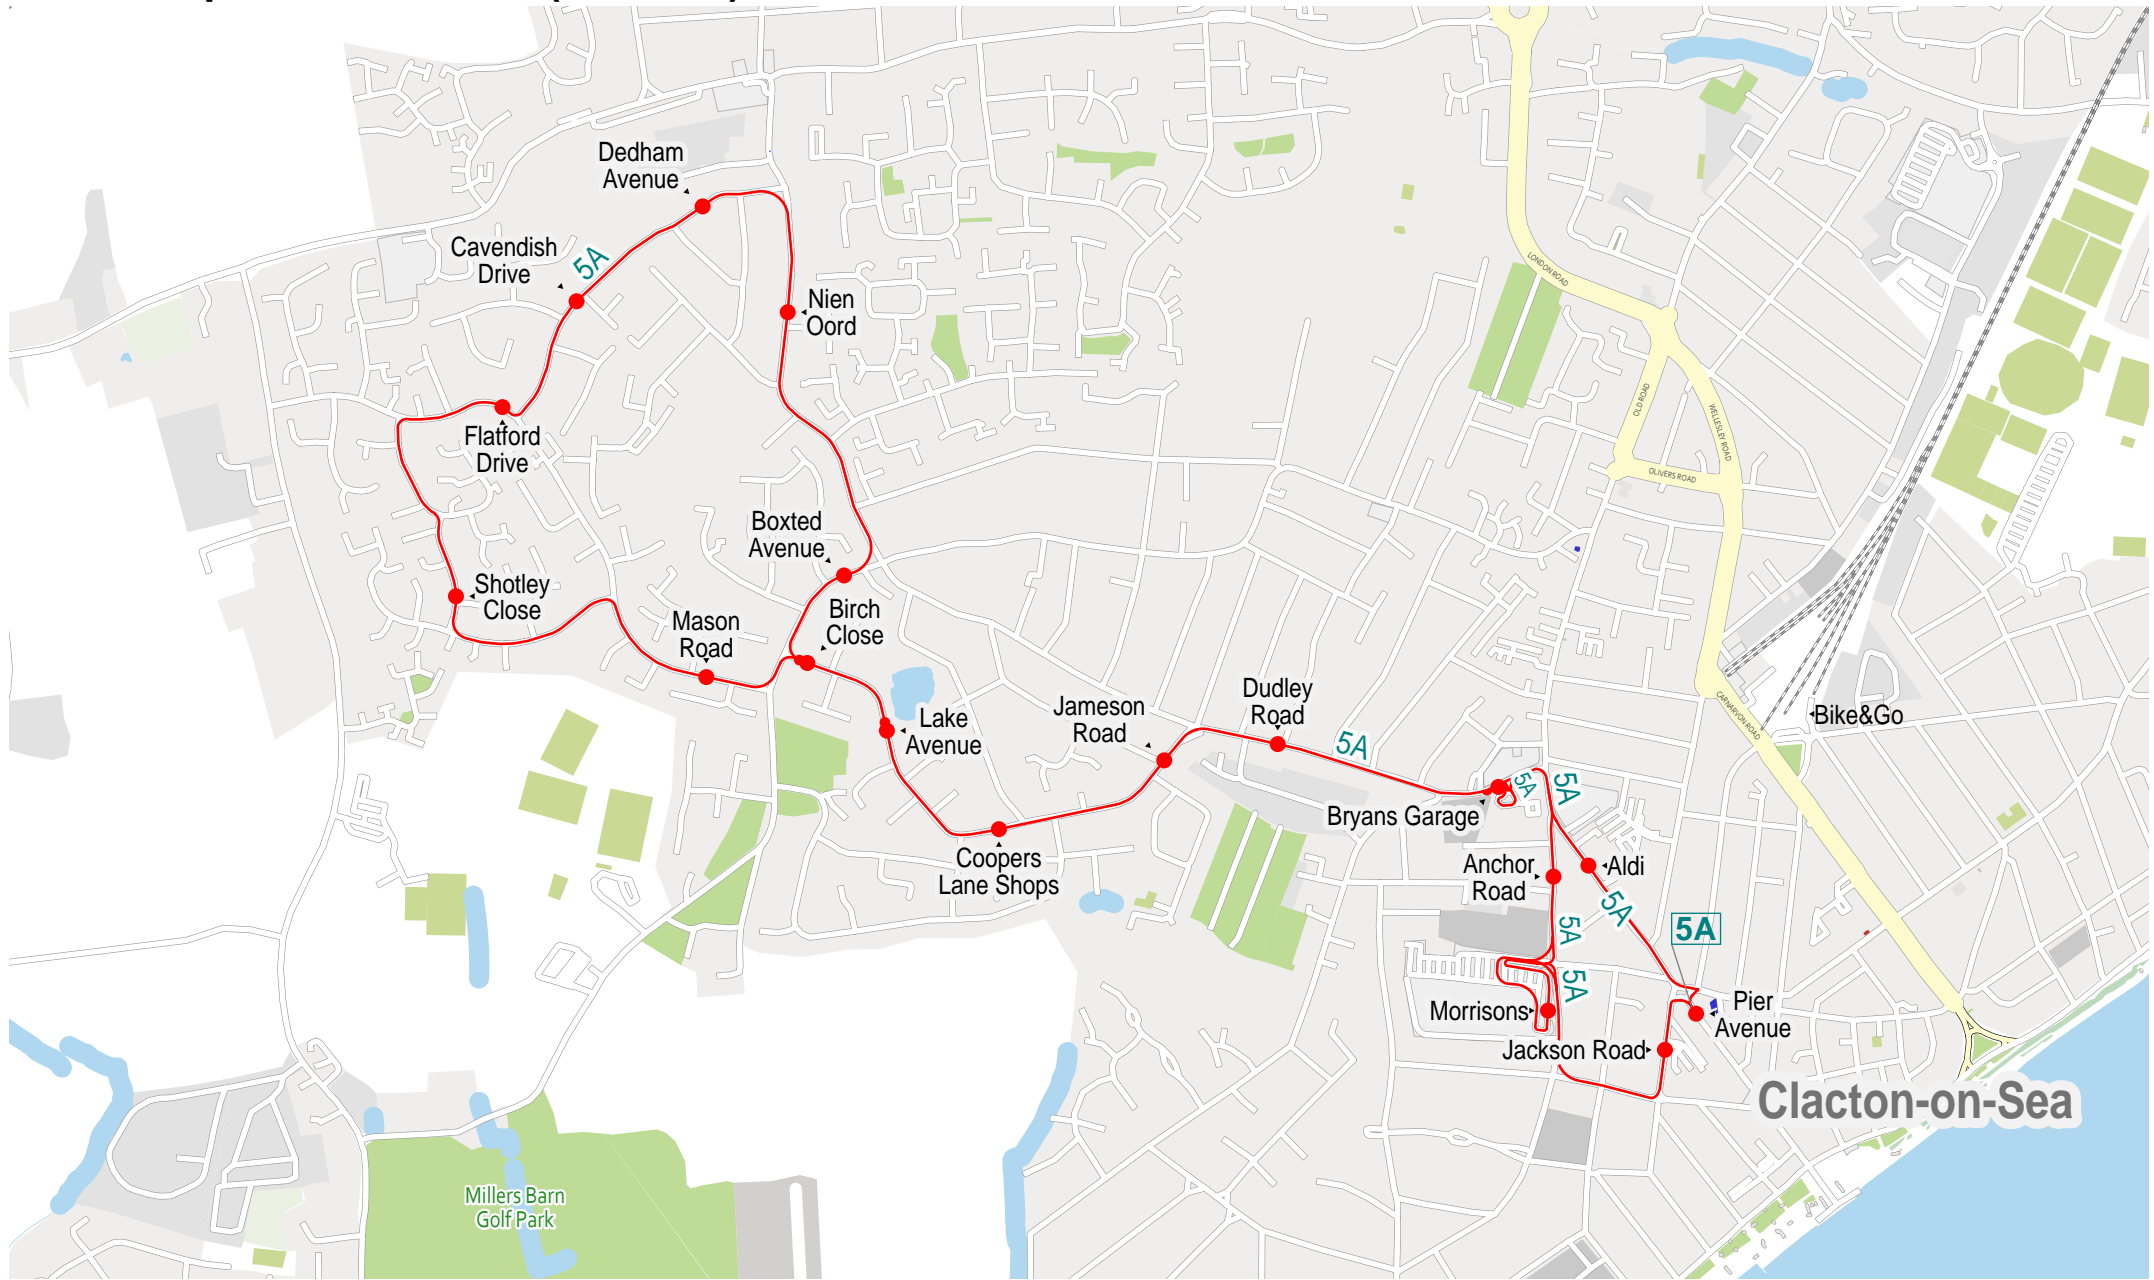 Dedham
Avenue
Cavendish
Drive
5A
Nien
Oord
LONDON ROAD
OLD ROAD
WELLESLEY ROAD
OLIVERS ROAD
Flatford
Drive
Boxted
Avenue
Shotley
Close
Birch
Close
Mason
Road
Lake
Avenue
Jameson
Road
Dudley
Road
5A
CARNARVON ROAD
Bike&Go
5A
5A
Bryans Garage
Coopers
Lane Shops
Anchor
Road
Aldi
5A
5A
5A
5A
Morrisons
Pier
Avenue
Jackson Road
Clacton-on-Sea
Millers Barn
Golf Park